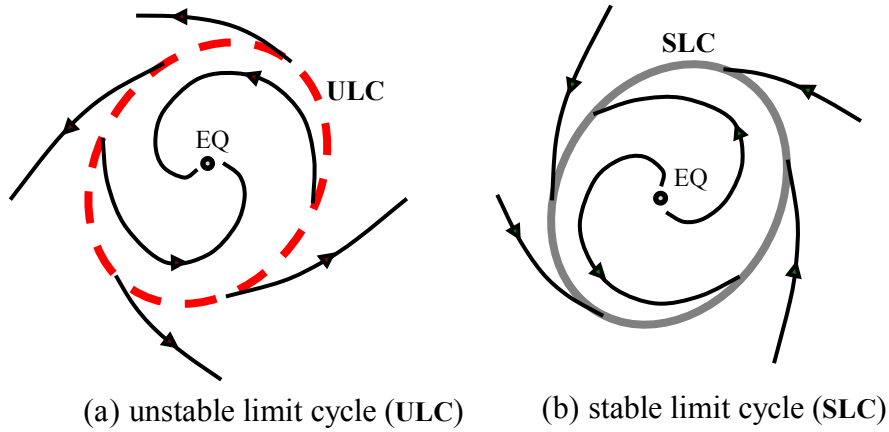 ULC
EQ
SLC
EQ
(a) unstable limit cycle (ULC)
(b) stable limit cycle (SLC)